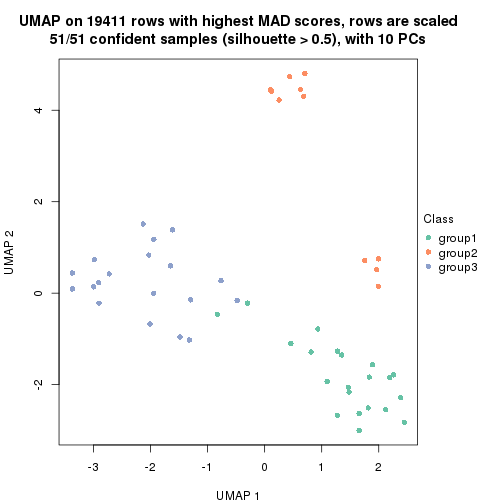 UMAP on 19411 rows with highest MAD scores, rows are scaled
51/51 confident samples (silhouette > 0.5), with 10 PCs
4
2
0
-2
UMAP 2
-3
-2
-1
0
1
2
UMAP 1
Class
group1
group2
group3